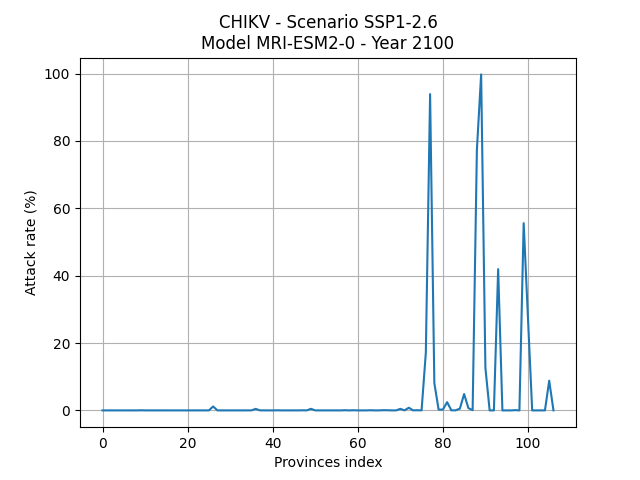 CHIKV - Scenario SSP1-2.6
Model MRI-ESM2-0 - Year 2100
100
80
60
40
20
0
Attack rate (%)
0 20 40 60 80 100
Provinces index